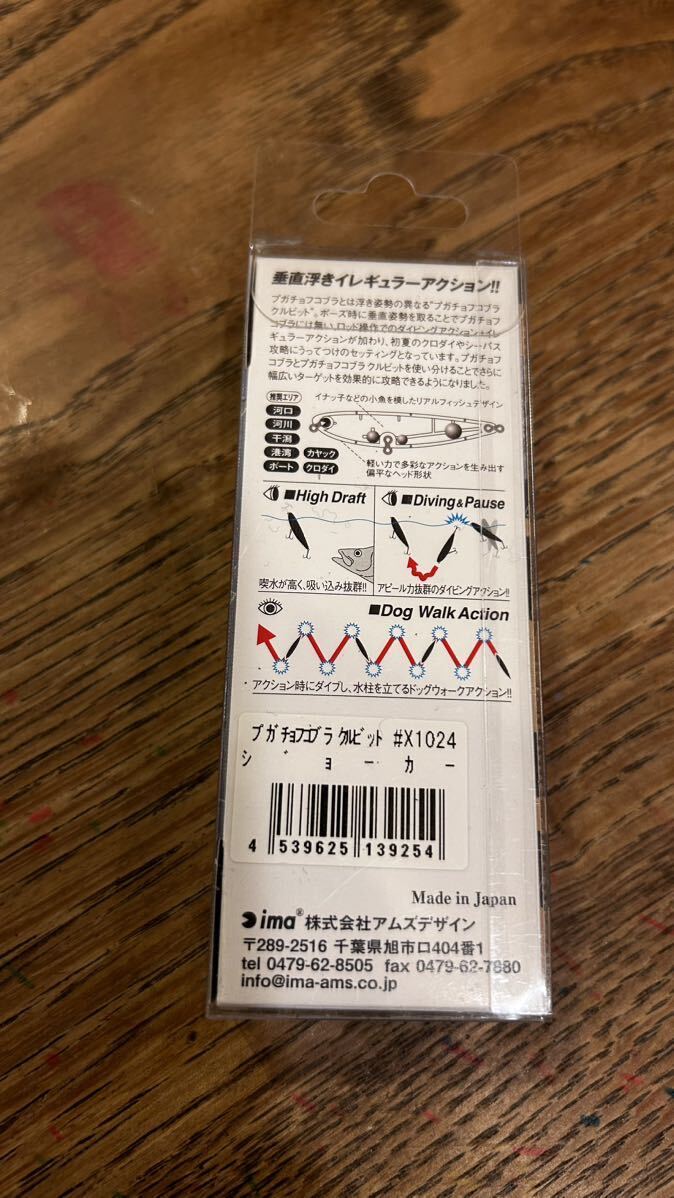 垂直浮きイレギュラーアクション!!
プガチョフコブラとは浮き姿勢の異なる"プガチョフコブラ
クルビット"。ポーズ時に垂直姿勢を取ることでプガチョフ
コブラには無い、ロッド操作でのダイビングアクション+イレ
ギュラーアクションが加わり、初夏のクロダイやシーバス
攻略にうってつけのセッティングとなっています。プガチョフ
コブラとプガチョフコブラ クルビットを使い分けることでさらに
幅広いターゲットを効果的に攻略できるようになりました。
推奨エリア
河口
河川
干潟
港湾 カヤック
ボート クロダイ
イナッ子などの小魚を模したリアルフィッシュデザイン
軽い力で多彩なアクションを生み出す
偏平なヘッド形状
■High Draft
喫水が高く、吸い込み抜群!!
■Diving&Pause
アピール力抜群のダイビングアクション!!
■Dog Walk Action
アクション時にダイブし、水柱を立てるドッグウォークアクション!!
プガチョフコブラ クルビット #X1024
ジョーカー
4 539625 139254
Made in Japan
ima® 株式会社アムズデザイン
〒289-2516 千葉県旭市ロ404番1
tel 0479-62-8505 fax 0479-62-7880
info@ima-ams.co.jp